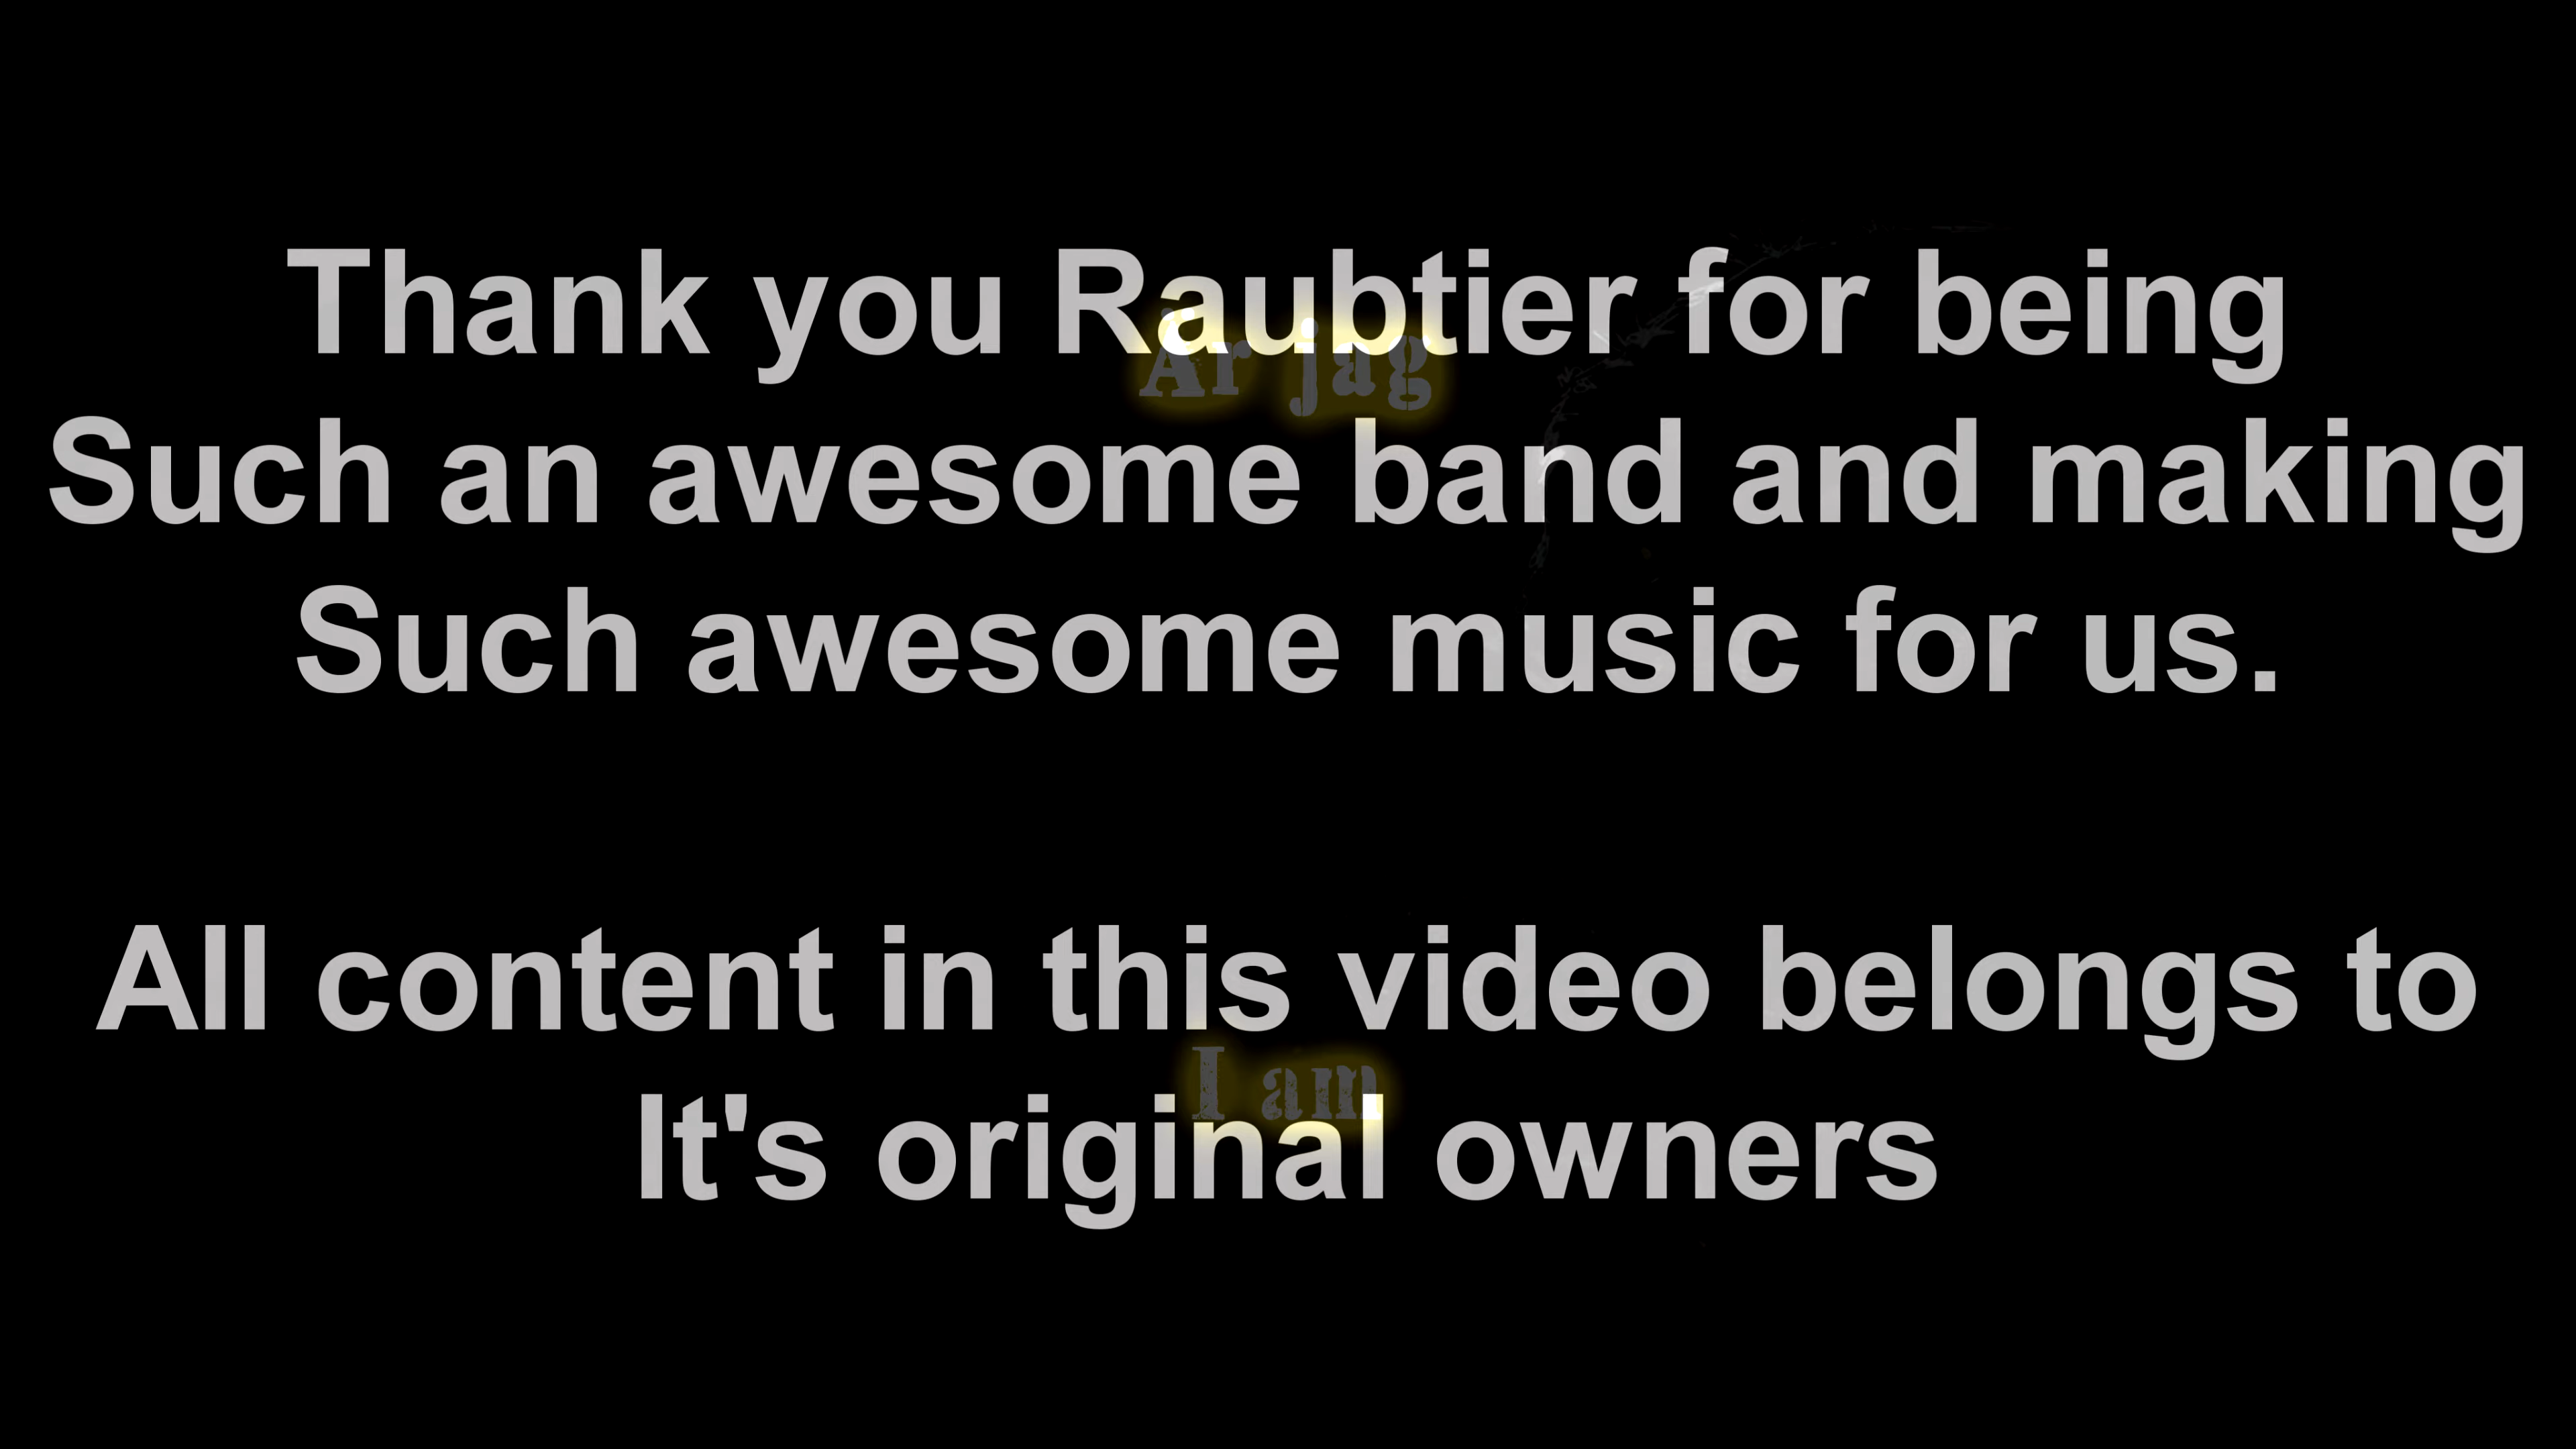 Thank you Raubtier for being
Är jag
Such an awesome band and making
Such awesome music for us.
All content in this video belongs to
I am
It's original owners